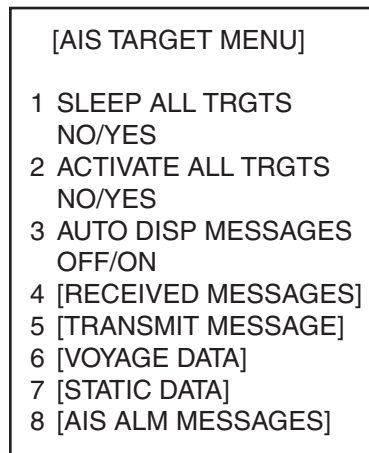 [AIS TARGET MENU]
1 SLEEP ALL TRGTS
NO/YES
2 ACTIVATE ALL TRGTS
NO/YES
3 AUTO DISP MESSAGES
OFF/ON
4 [RECEIVED MESSAGES]
5 [TRANSMIT MESSAGE]
6 [VOYAGE DATA]
7 [STATIC DATA]
8 [AIS ALM MESSAGES]